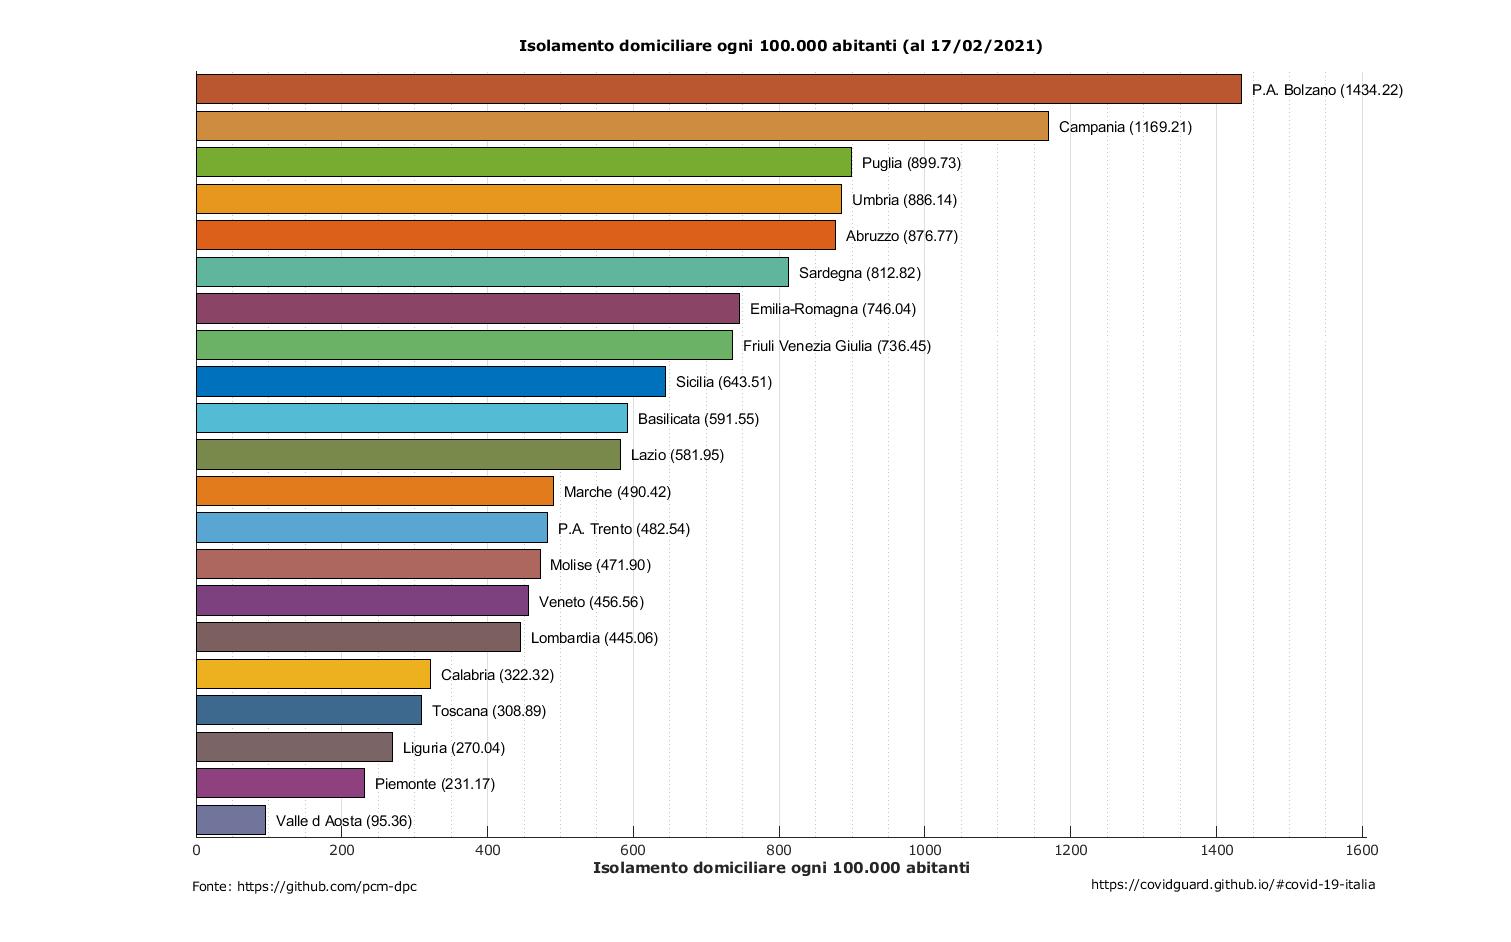 Isolamento domiciliare ogni 100.000 abitanti (al 17/02/2021)
P.A. Bolzano (1434.22)
Campania (1169.21)
Puglia (899.73)
Umbria (886.14)
Abruzzo (876.77)
Sardegna (812.82)
Emilia-Romagna (746.04)
Friuli Venezia Giulia (736.45)
Sicilia (643.51)
Basilicata (591.55)
Lazio (581.95)
Marche (490.42)
P.A. Trento (482.54)
Molise (471.90)
Veneto (456.56)
Lombardia (445.06)
Calabria (322.32)
Toscana (308.89)
Liguria (270.04)
Piemonte (231.17)
Valle d Aosta (95.36)
0 200 400 600 800 1000 1200 1400 1600
Isolamento domiciliare ogni 100.000 abitanti
Fonte: https://github.com/pcm-dpc
https://covidguard.github.io/#covid-19-italia